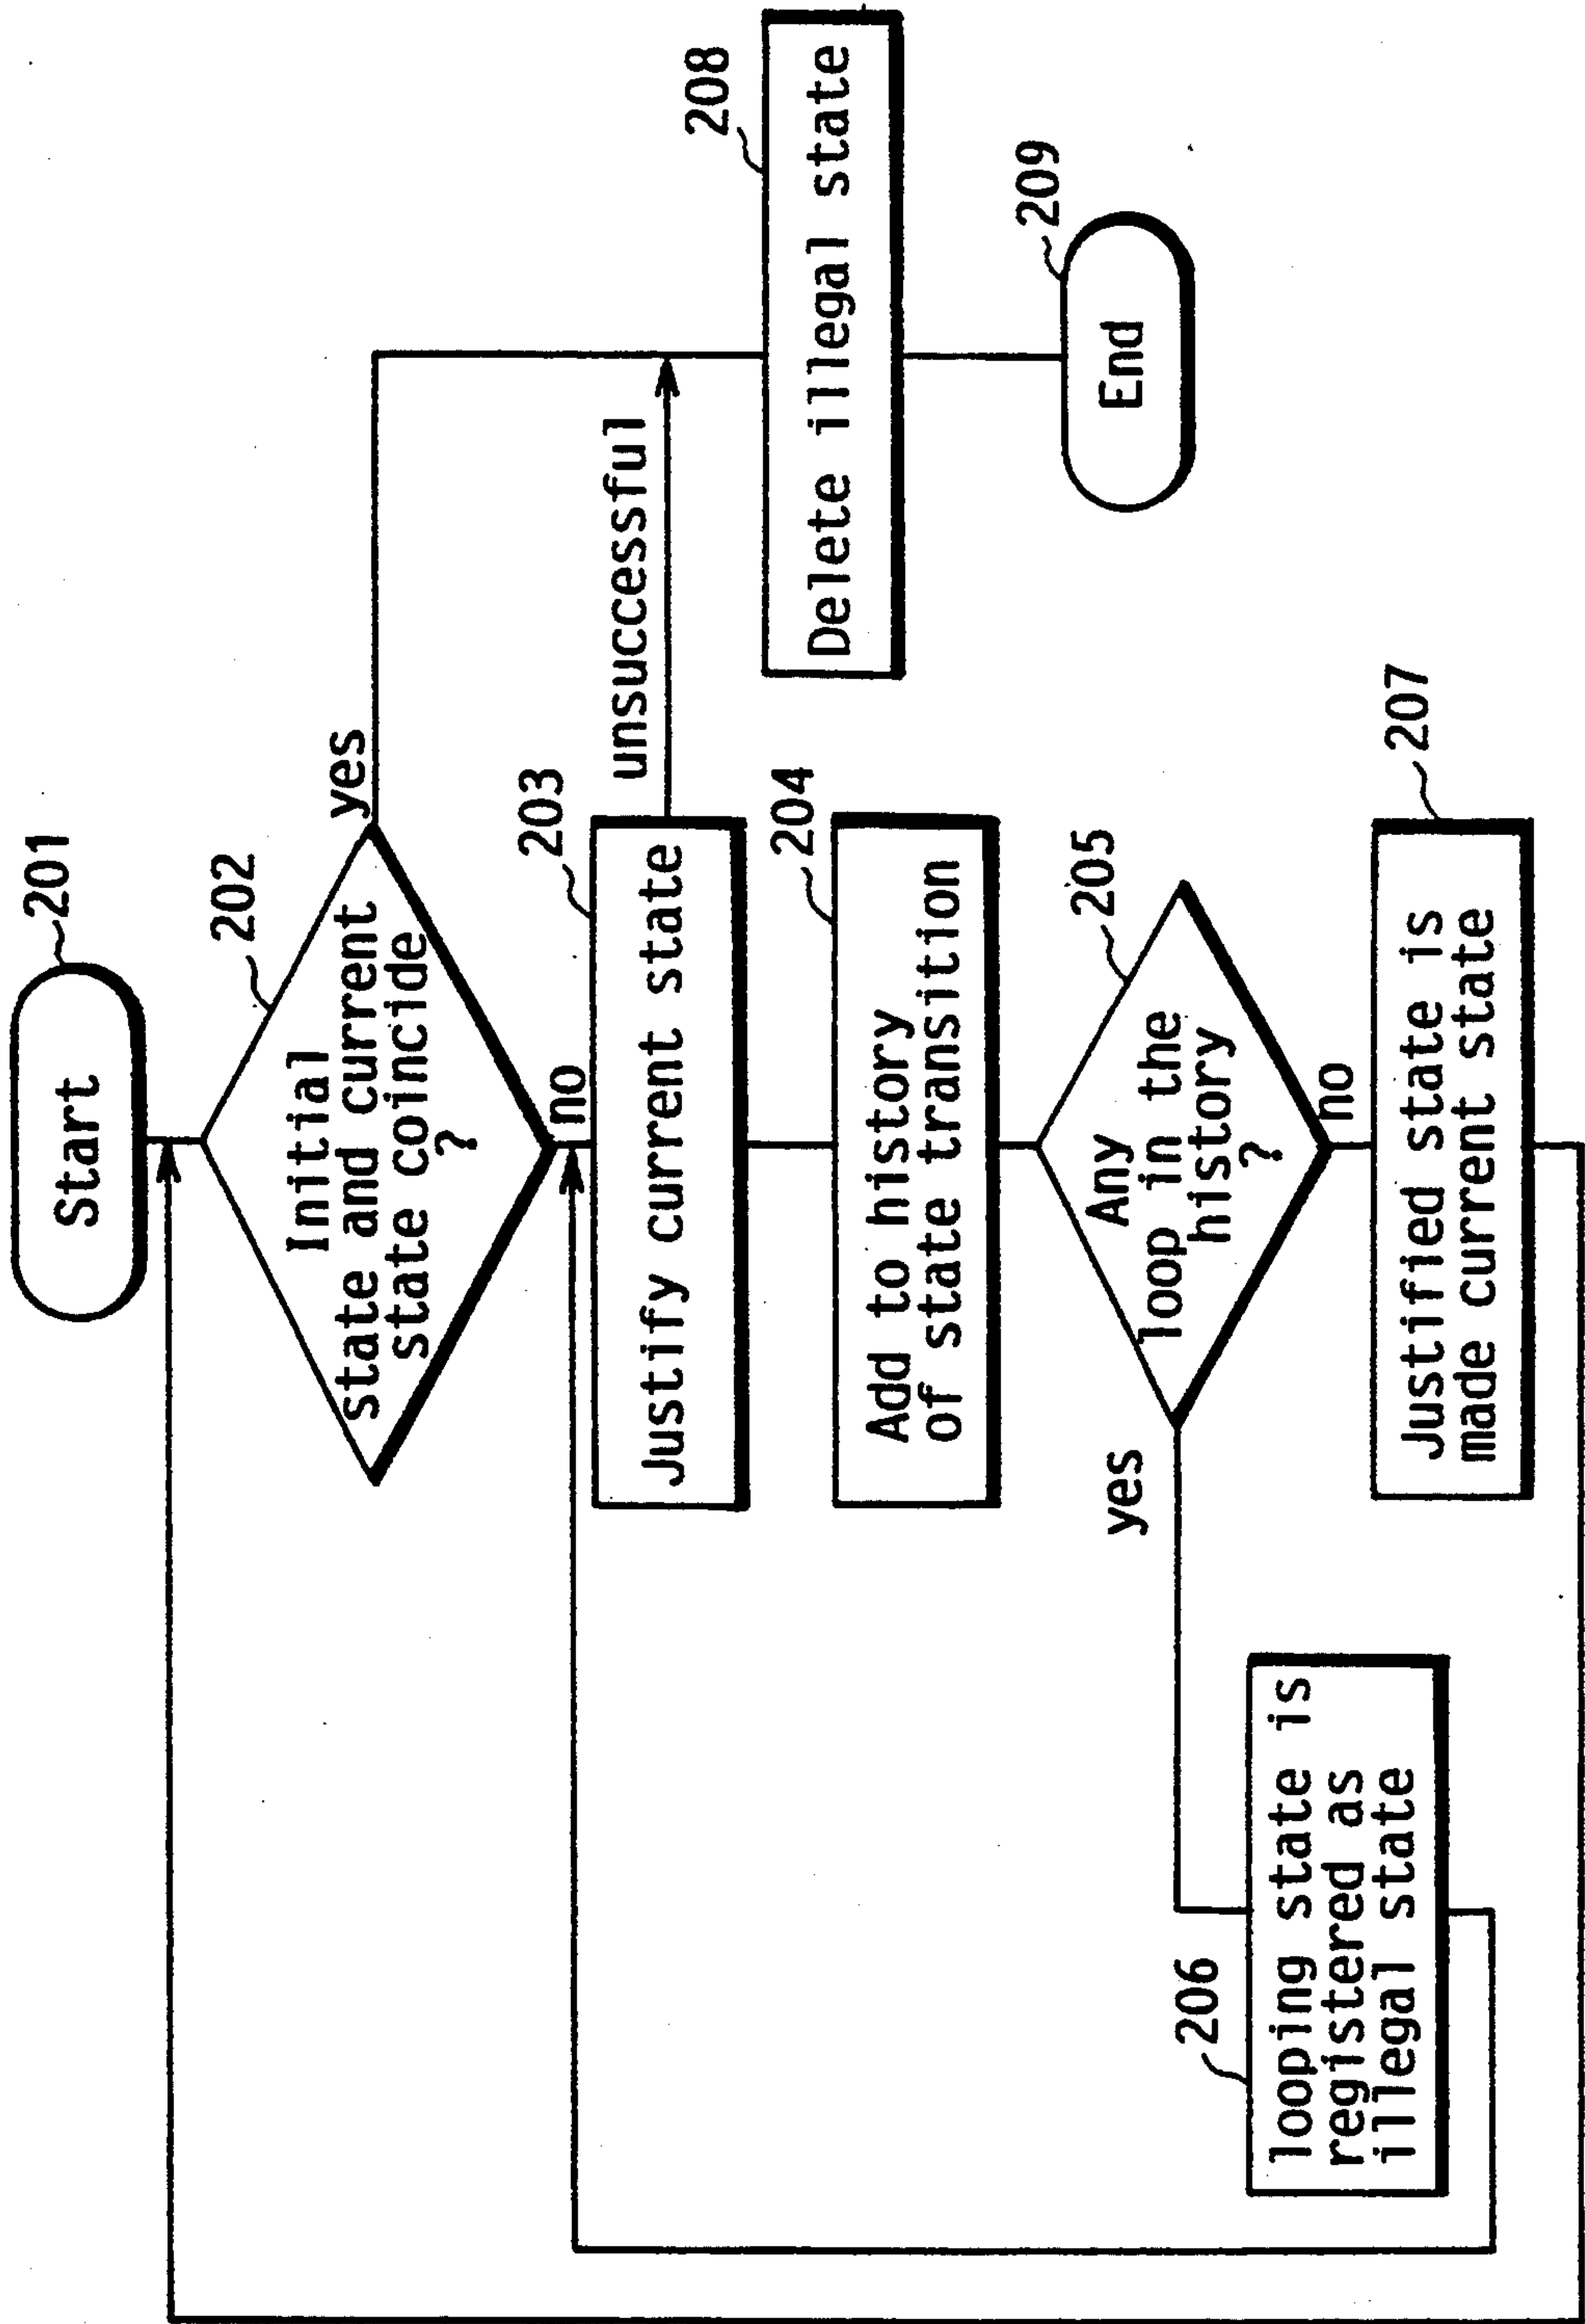 Start
201
Initial
state and current
state coincide
?
202
yes
no
Justify current state
203
unsuccessful
Add to history
of state transition
204
Any
loop in the
history
?
205
yes
no
looping state is
registered as
illegal state
206
Justified state is
made current state
207
Delete illegal state
208
End
209